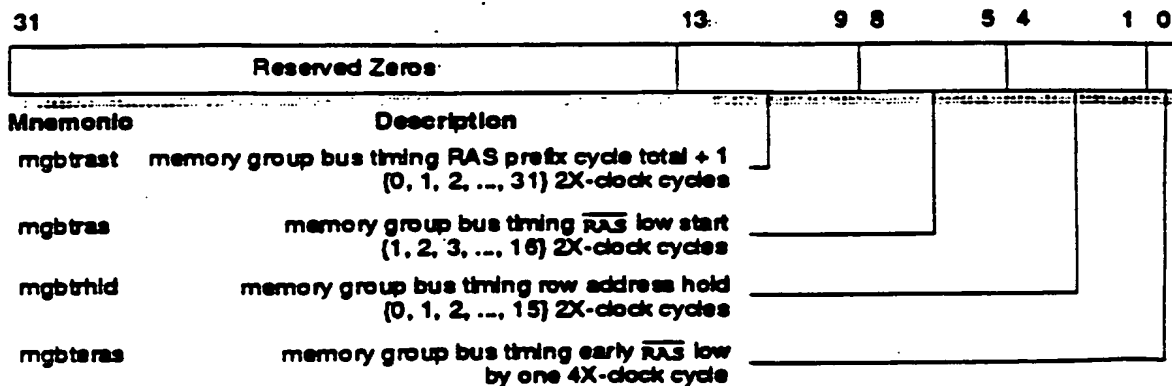 31 13 9 8 5 4 1 0
Reserved Zeros
Mnemonic Description
mgbtrast memory group bus timing RAS prefix cycle total + 1
{0, 1, 2, ..., 31} 2X-clock cycles
mgbtras memory group bus timing RAS low start
{1, 2, 3, ..., 16} 2X-clock cycles
mgbtrhld memory group bus timing row address hold
{0, 1, 2, ..., 15} 2X-clock cycles
mgbteras memory group bus timing early RAS low
by one 4X-clock cycle